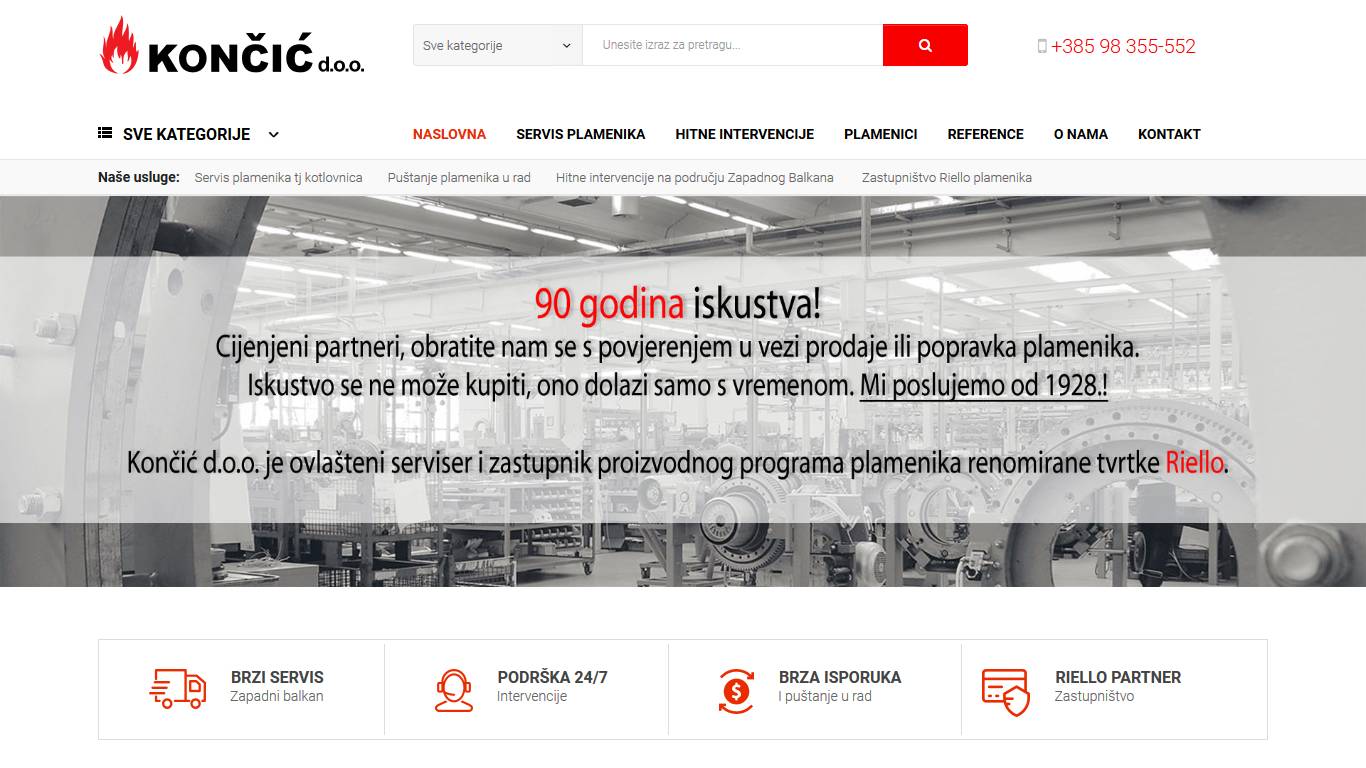 KONČIĆ d.o.o.
Sve kategorije
Unesite izraz za pretragu...
+385 98 355-552
SVE KATEGORIJE
NASLOVNA
SERVIS PLAMENIKA
HITNE INTERVENCIJE
PLAMENICI
REFERENCE
O NAMA
KONTAKT
Naše usluge:
Servis plamenika tj kotlovnica
Puštanje plamenika u rad
Hitne intervencije na području Zapadnog Balkana
Zastupništvo Riello plamenika
90 godina iskustva!
Cijenjeni partneri, obratite nam se s povjerenjem u vezi prodaje ili popravka plamenika.
Iskustvo se ne može kupiti, ono dolazi samo s vremenom. Mi poslujemo od 1928.!
Končić d.o.o. je ovlašteni serviser i zastupnik proizvodnog programa plamenika renomirane tvrtke Riello.
BRZI SERVIS
Zapadni balkan
PODRŠKA 24/7
Intervencije
BRZA ISPORUKA
I puštanje u rad
RIELLO PARTNER
Zastupništvo